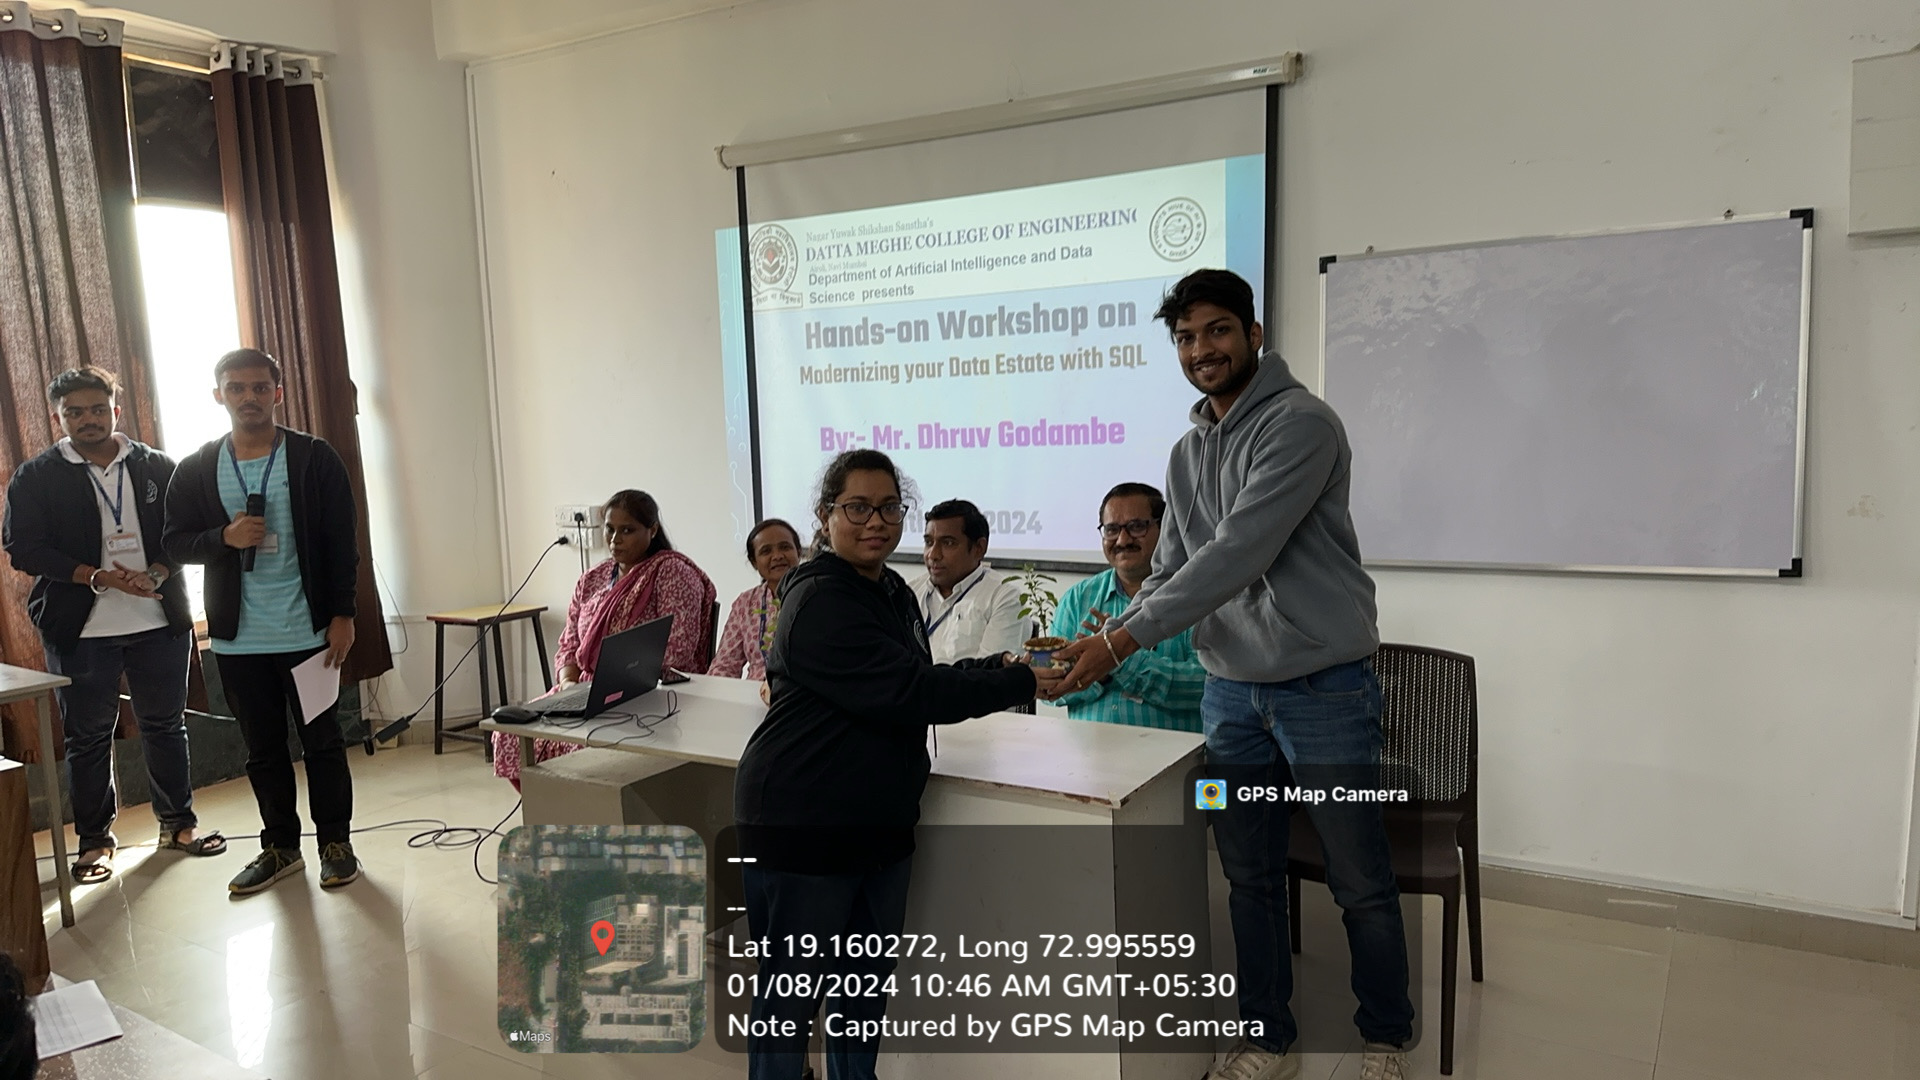 Nagar Yuwak Shikshan Sanstha's
DATTA MEGHE COLLEGE OF ENGINEERING
Airoli, Navi Mumbai
Department of Artificial Intelligence and Data
Science presents
Hands-on Workshop on
Modernizing your Data Estate with SQL
By:- Mr. Dhruv Godambe
2024
GPS Map Camera
--
--
Lat 19.160272, Long 72.995559
01/08/2024 10:46 AM GMT+05:30
Note : Captured by GPS Map Camera
Maps